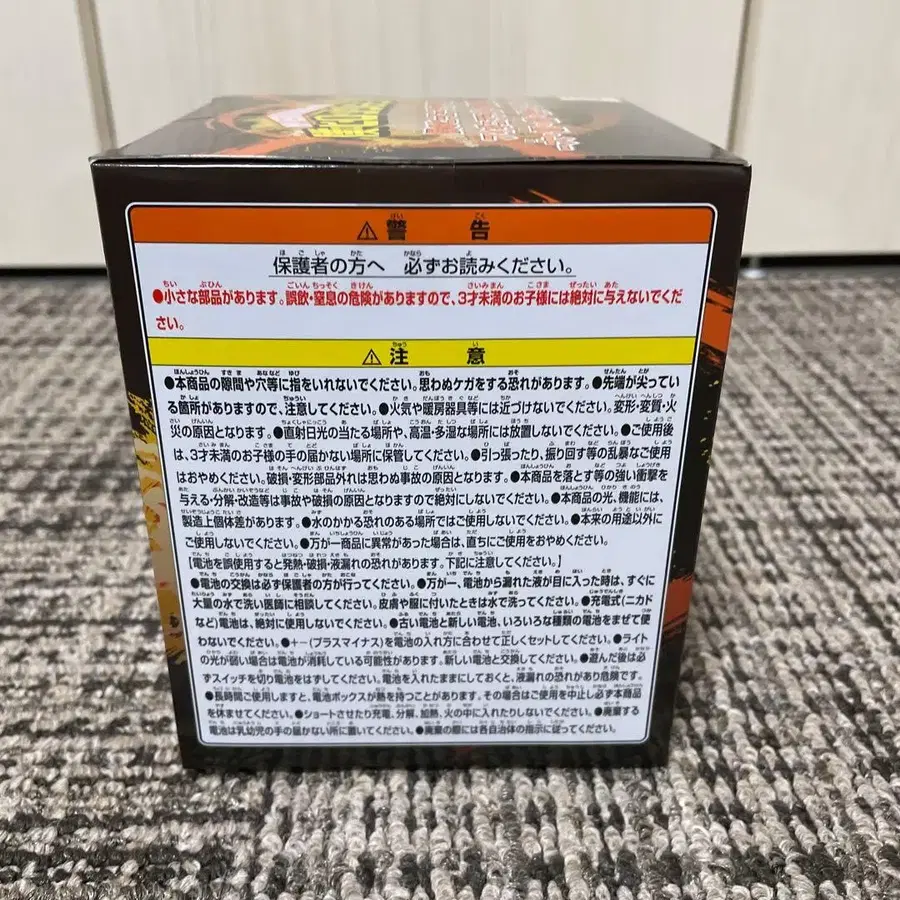 ⚠警告
保護者の方へ 必ずお読みください。
●小さな部品があります。誤飲・窒息の危険がありますので、3才未満のお子様には絶対に与えないでくだ
さい。
⚠注意
●本商品の隙間や穴等に指をいれないでください。思わぬケガをする恐れがあります。●先端が尖ってい
る箇所がありますので、注意してください。●火気や暖房器具等には近づけないでください。変形・変質・火
災の原因となります。●直射日光の当たる場所や、高温・多湿な場所には放置しないでください。●ご使用後
は、3才未満のお子様の手の届かない場所に保管してください。●引っ張ったり、振り回す等の乱暴なご使用
はおやめください。破損・変形部品外れは思わぬ事故の原因となります。●本商品を落とす等の強い衝撃を
与える・分解・改造等は事故や破損の原因となりますので絶対にしないでください。●本商品の光、機能には、
製造上個体差があります。●水のかかる恐れのある場所ではご使用しないでください。●本来の用途以外に
ご使用しないでください。●万が一商品に異常があった場合は、直ちにご使用をおやめください。
【電池を誤使用すると発熱・破損・液漏れの恐れがあります。下記に注意してください。】
●電池の交換は必ず保護者の方が行ってください。●万が一、電池から漏れた液が目に入った時は、すぐに
大量の水で洗い医師に相談してください。皮膚や服に付いたときは水で洗ってください。●充電式(ニカド
など)電池は、絶対に使用しないでください。●古い電池と新しい電池、いろいろな種類の電池をまぜて使
わないでください。●+−(プラスマイナス)を電池の入れ方に合わせて正しくセットしてください。●ライト
の光が弱い場合は電池が消耗している可能性があります。新しい電池と交換してください。●遊んだ後は必
ずスイッチを切り電池をはずしてください。電池を入れたままにしておくと、液漏れの恐れがあり危険です。
●長時間ご使用しますと、電池ボックスが熱を持つことがあります。その場合はご使用を中止し必ず本商品
を休ませてください。●ショートさせたり充電、分解、加熱、火の中に入れたりしないでください。●廃棄する
電池は乳幼児の手の届かない所に置いてください。●廃棄の際には各自治体の指示に従ってください。